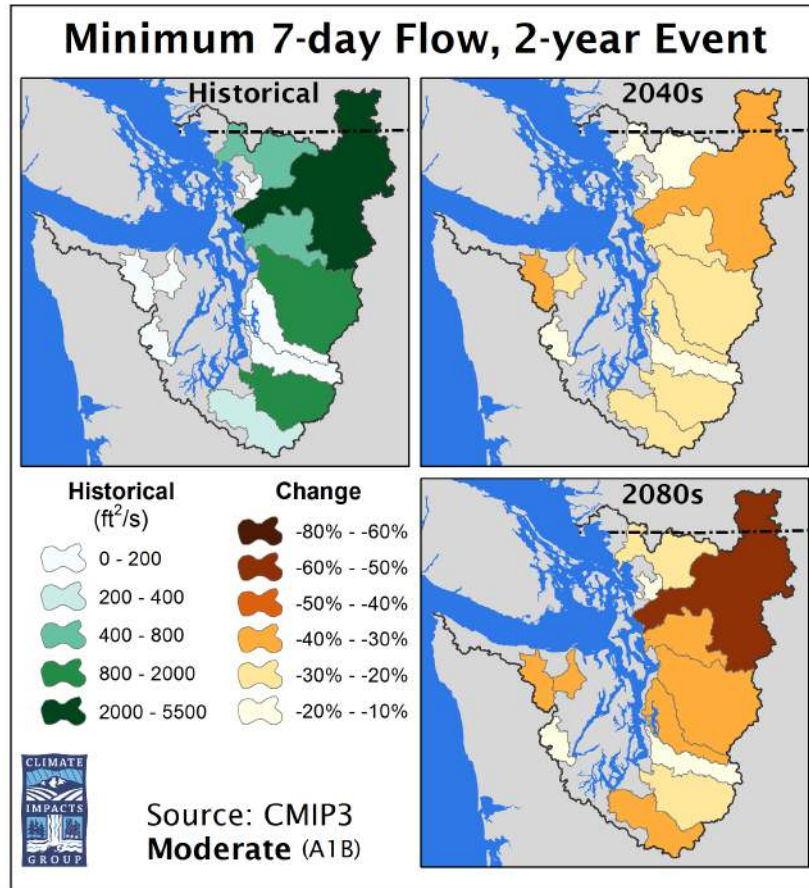 Minimum 7-day Flow, 2-year Event
Historical
2040s
Historical
(ft²/s)
0 - 200
200 - 400
400 - 800
800 - 2000
2000 - 5500
Change
-80% - -60%
-60% - -50%
-50% - -40%
-40% - -30%
-30% - -20%
-20% - -10%
2080s
CLIMATE
IMPACTS
GROUP
Source: CMIP3
Moderate (A1B)